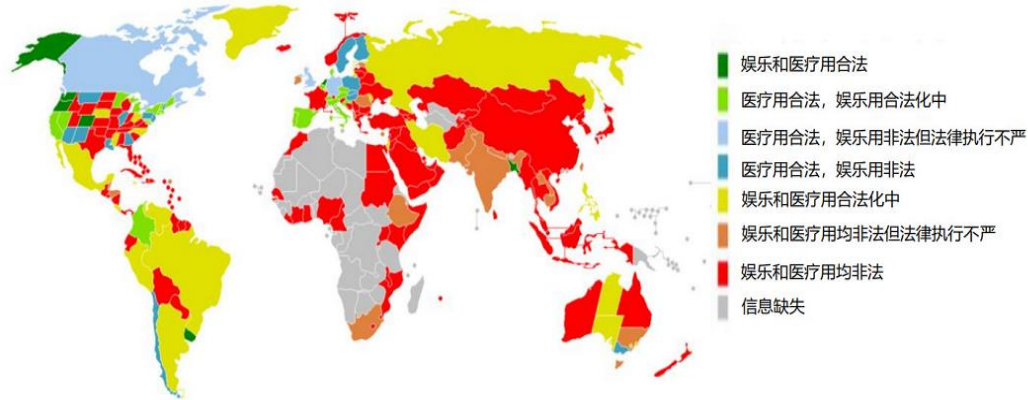 娱乐和医疗用合法
医疗用合法，娱乐用合法化中
医疗用合法，娱乐用非法但法律执行不严
医疗用合法，娱乐用非法
娱乐和医疗用合法化中
娱乐和医疗用均非法但法律执行不严
娱乐和医疗用均非法
信息缺失